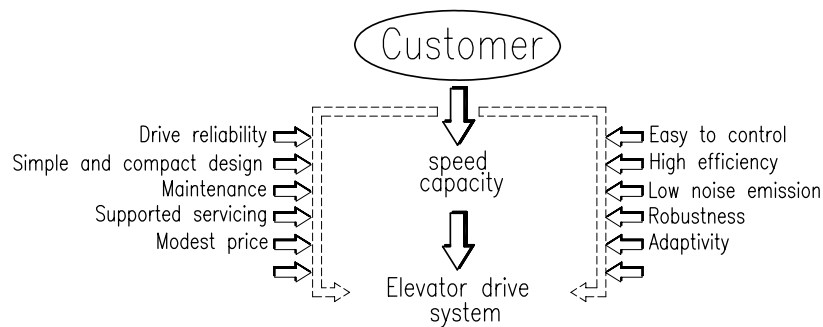 Customer
Drive reliability
Simple and compact design
Maintenance
Supported servicing
Modest price
speed
capacity
Easy to control
High efficiency
Low noise emission
Robustness
Adaptivity
Elevator drive
system